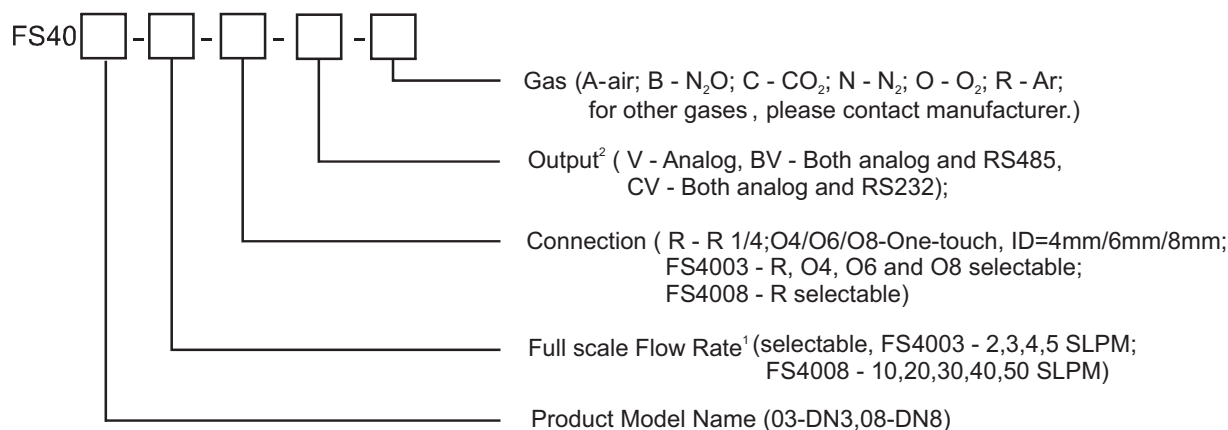 FS40 - - - -
Gas (A-air; B - N₂O; C - CO₂; N - N₂; O - O₂; R - Ar;
for other gases , please contact manufacturer.)
Output² ( V - Analog, BV - Both analog and RS485,
CV - Both analog and RS232);
Connection ( R - R 1/4;O4/O6/O8-One-touch, ID=4mm/6mm/8mm;
FS4003 - R, O4, O6 and O8 selectable;
FS4008 - R selectable)
Full scale Flow Rate¹ (selectable, FS4003 - 2,3,4,5 SLPM;
FS4008 - 10,20,30,40,50 SLPM)
Product Model Name (03-DN3,08-DN8)